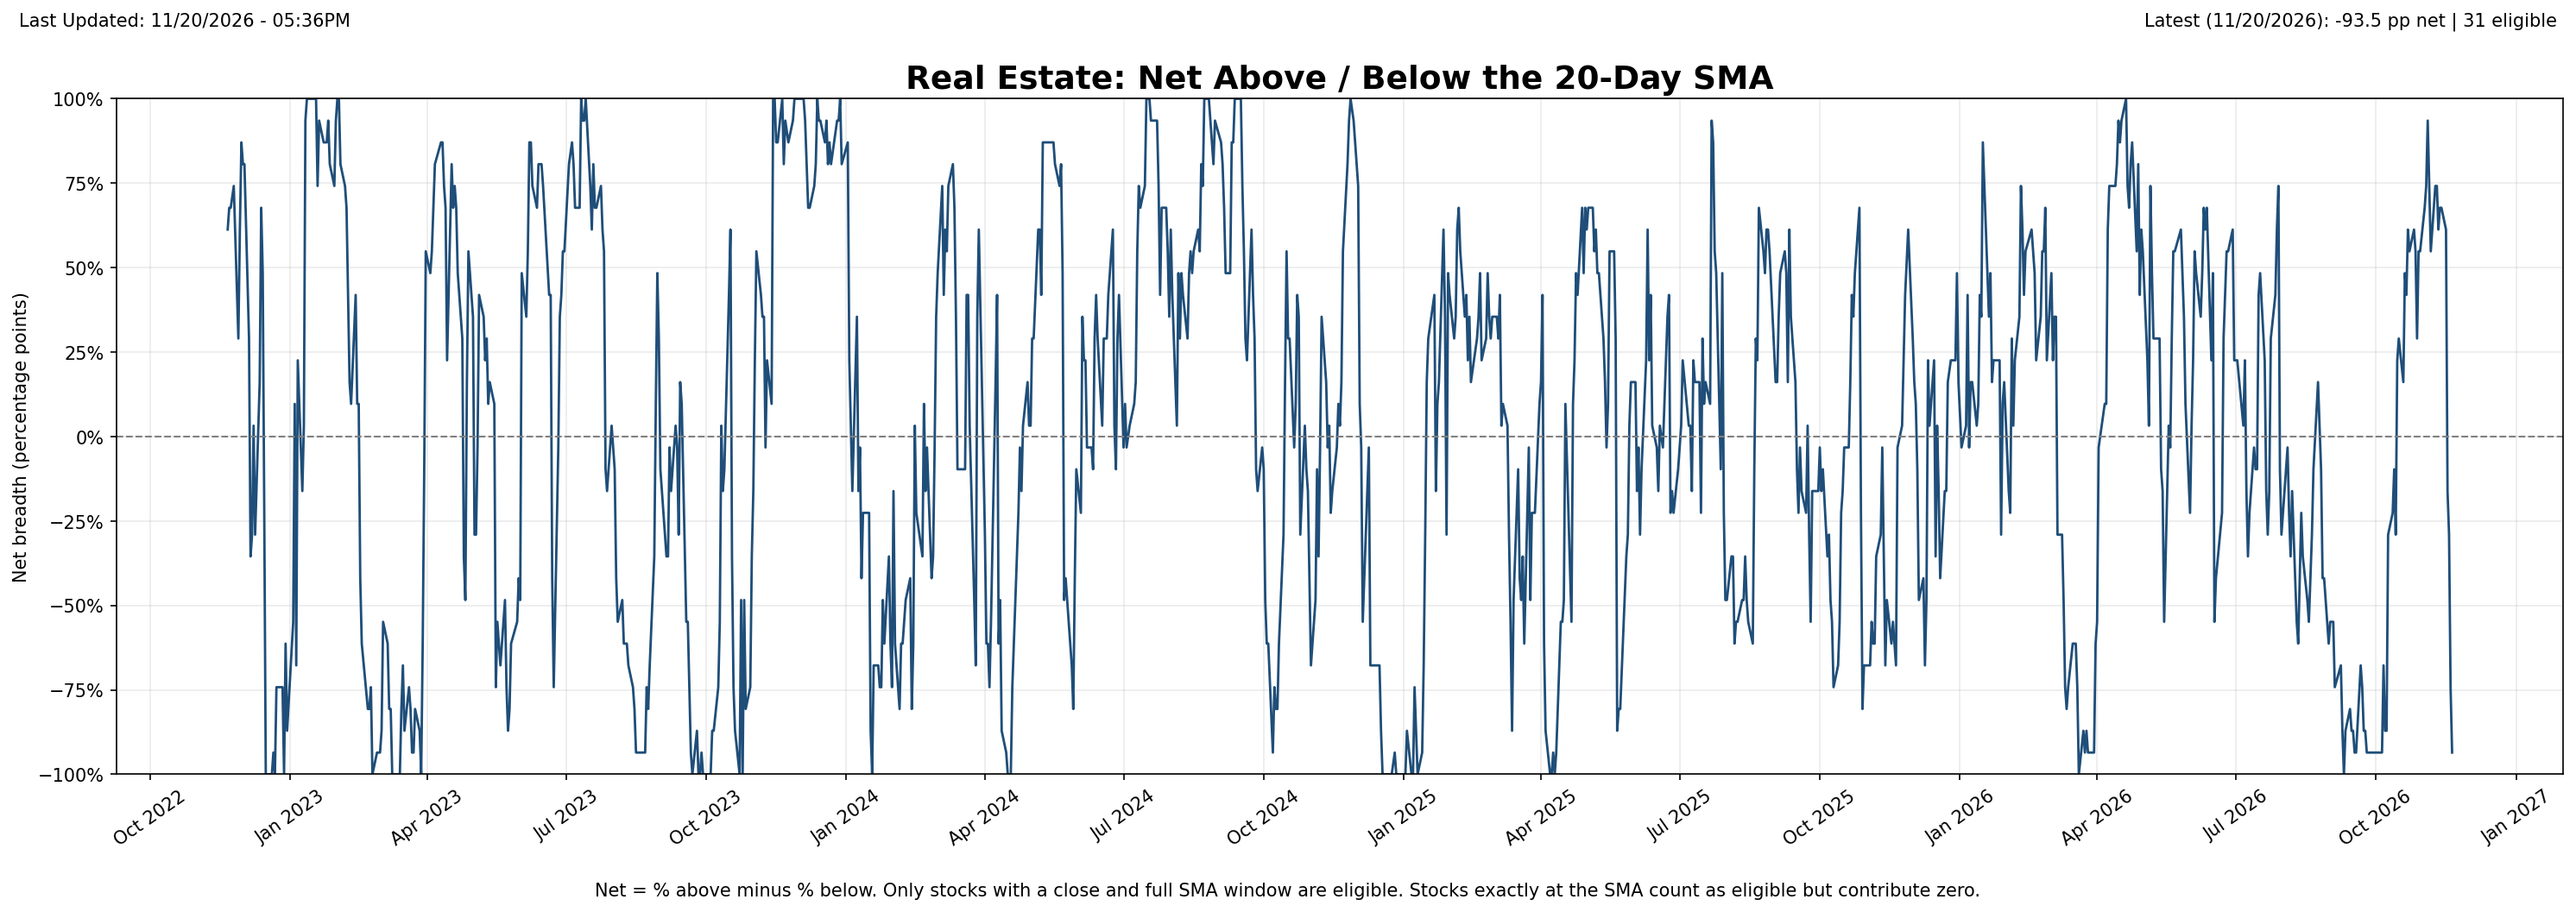 Last Updated: 11/20/2026 - 05:36PM
Latest (11/20/2026): -93.5 pp net | 31 eligible
Real Estate: Net Above / Below the 20-Day SMA
Net breadth (percentage points)
100%
75%
50%
25%
0%
−25%
−50%
−75%
−100%
Oct 2022
Jan 2023
Apr 2023
Jul 2023
Oct 2023
Jan 2024
Apr 2024
Jul 2024
Oct 2024
Jan 2025
Apr 2025
Jul 2025
Oct 2025
Jan 2026
Apr 2026
Jul 2026
Oct 2026
Jan 2027
Net = % above minus % below. Only stocks with a close and full SMA window are eligible. Stocks exactly at the SMA count as eligible but contribute zero.